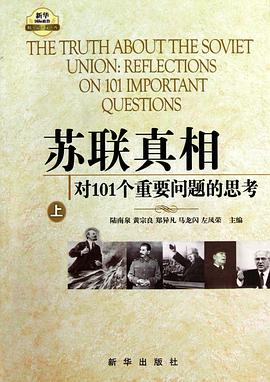 新华
THE TRUTH ABOUT THE SOVIET
UNION: REFLECTIONS
ON 101 IMPORTANT
QUESTIONS
苏联真相
对101个重要问题的思考
上
陆南泉 黄宗良 郑异凡 马龙闪 左凤荣 主编
新华出版社